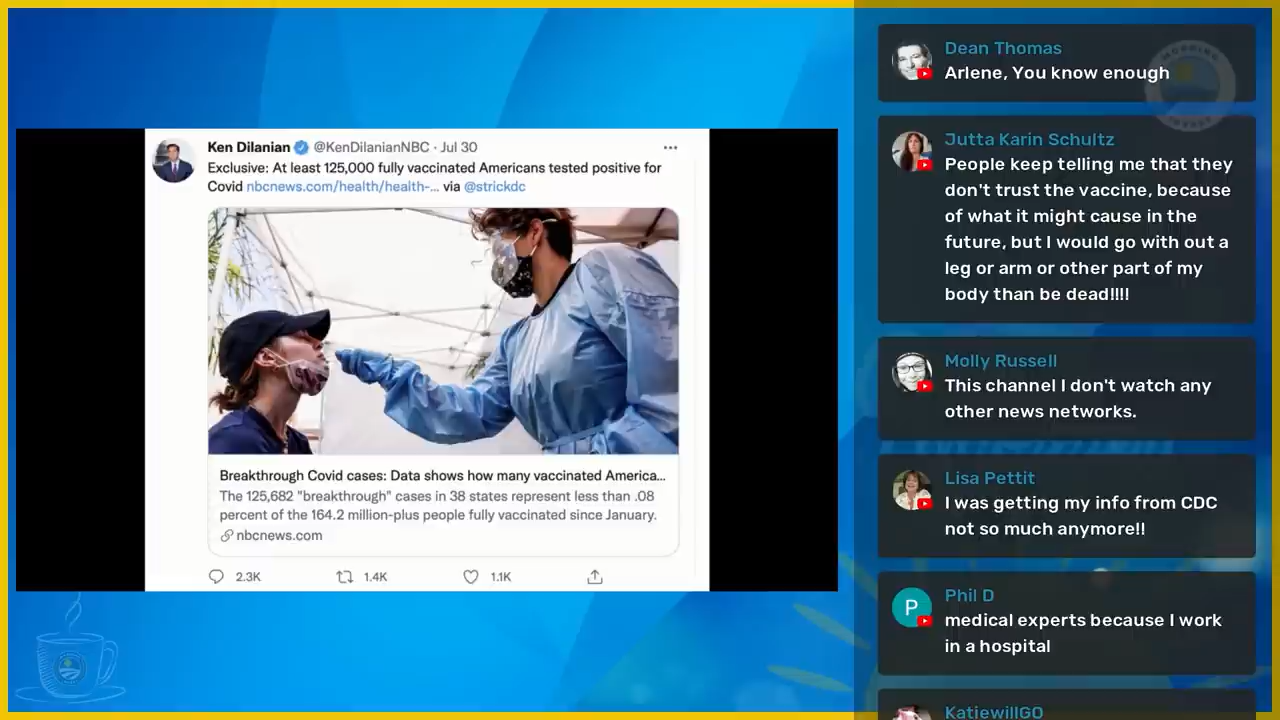 Ken Dilanian @KenDilanianNBC · Jul 30
Exclusive: At least 125,000 fully vaccinated Americans tested positive for
Covid nbcnews.com/health/health-... via @strickdc
Breakthrough Covid cases: Data shows how many vaccinated America...
The 125,682 "breakthrough" cases in 38 states represent less than .08
percent of the 164.2 million-plus people fully vaccinated since January.
nbcnews.com
2.3K 1.4K 1.1K
Dean Thomas
Arlene, You know enough
Jutta Karin Schultz
People keep telling me that they
don't trust the vaccine, because
of what it might cause in the
future, but I would go with out a
leg or arm or other part of my
body than be dead!!!!
Molly Russell
This channel I don't watch any
other news networks.
Lisa Pettit
I was getting my info from CDC
not so much anymore!!
P
Phil D
medical experts because I work
in a hospital
KatiewillGO
MORNING